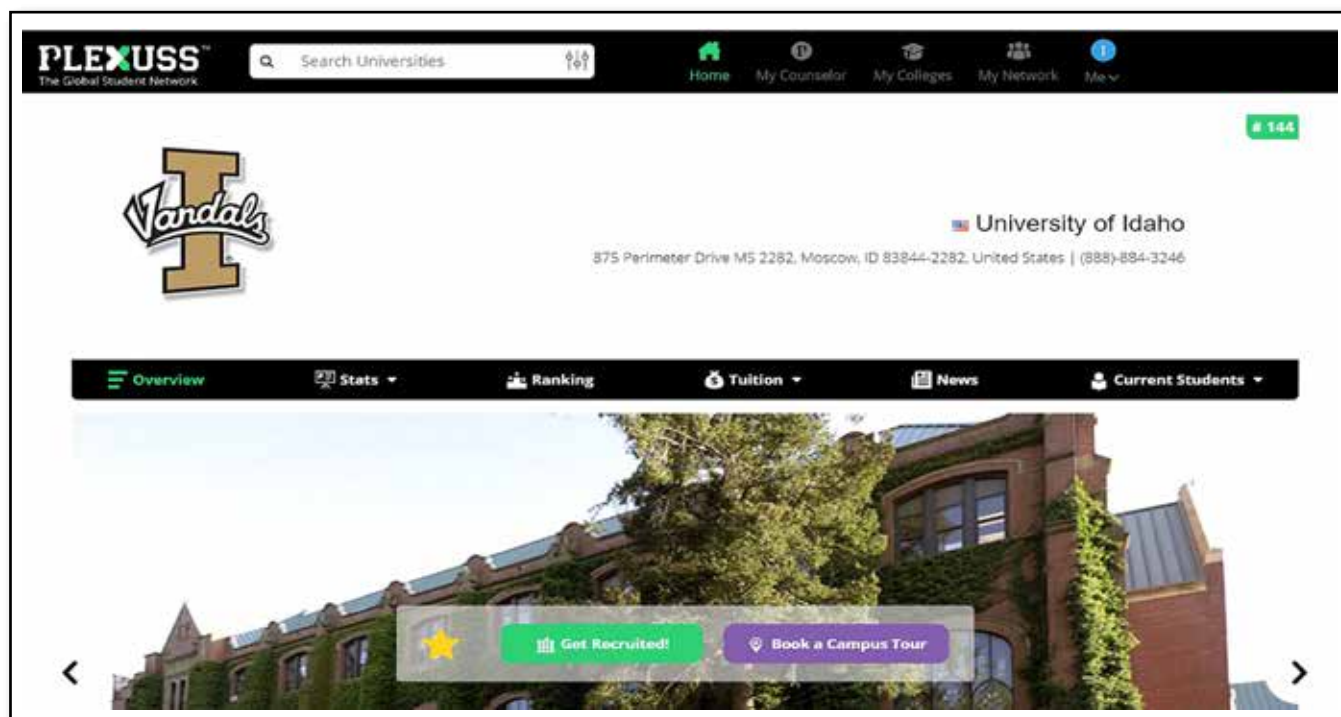 PLEXUSS™
The Global Student Network
Search Universities
Home
My Counselor
My Colleges
My Network
I
Me
# 144
Vandals
I
University of Idaho
875 Perimeter Drive MS 2282, Moscow, ID 83844-2282, United States | (888)-884-3246
Overview
Stats
Ranking
Tuition
News
Current Students
Get Recruited!
Book a Campus Tour